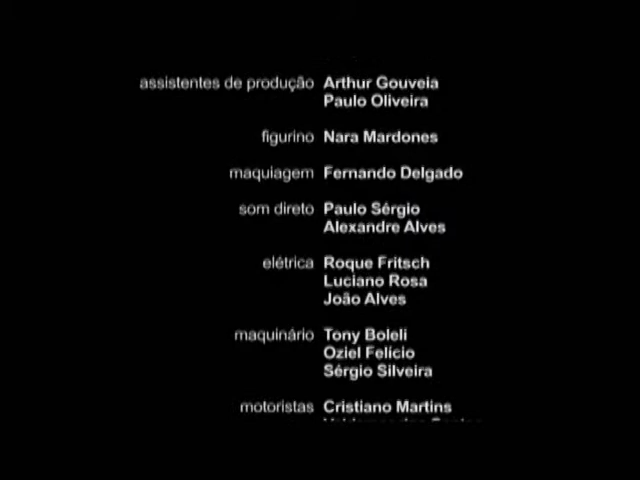 assistentes de produção Arthur Gouveia
Paulo Oliveira
figurino Nara Mardones
maquiagem Fernando Delgado
som direto Paulo Sérgio
Alexandre Alves
elétrica Roque Fritsch
Luciano Rosa
João Alves
maquinário Tony Boleli
Oziel Felício
Sérgio Silveira
motoristas Cristiano Martins